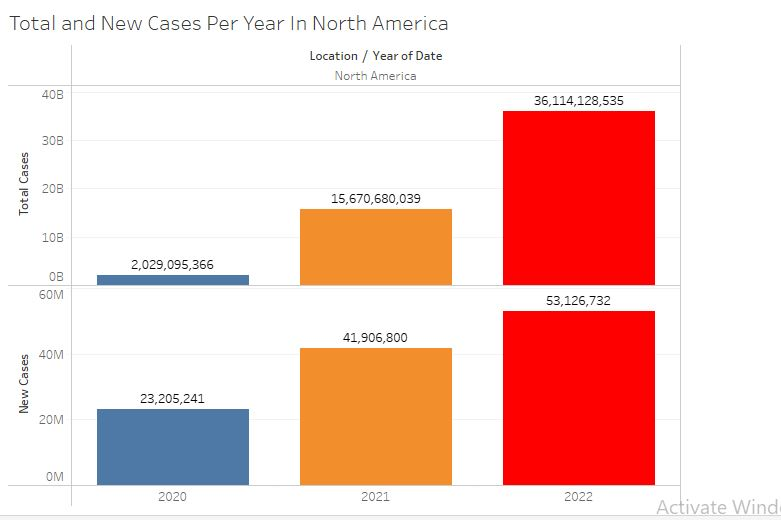 Total and New Cases Per Year In North America
Location / Year of Date
North America
Total Cases
40B
30B
20B
10B
0B
2,029,095,366
15,670,680,039
36,114,128,535
New Cases
60M
40M
20M
0M
23,205,241
41,906,800
53,126,732
2020 2021 2022
Activate Wind